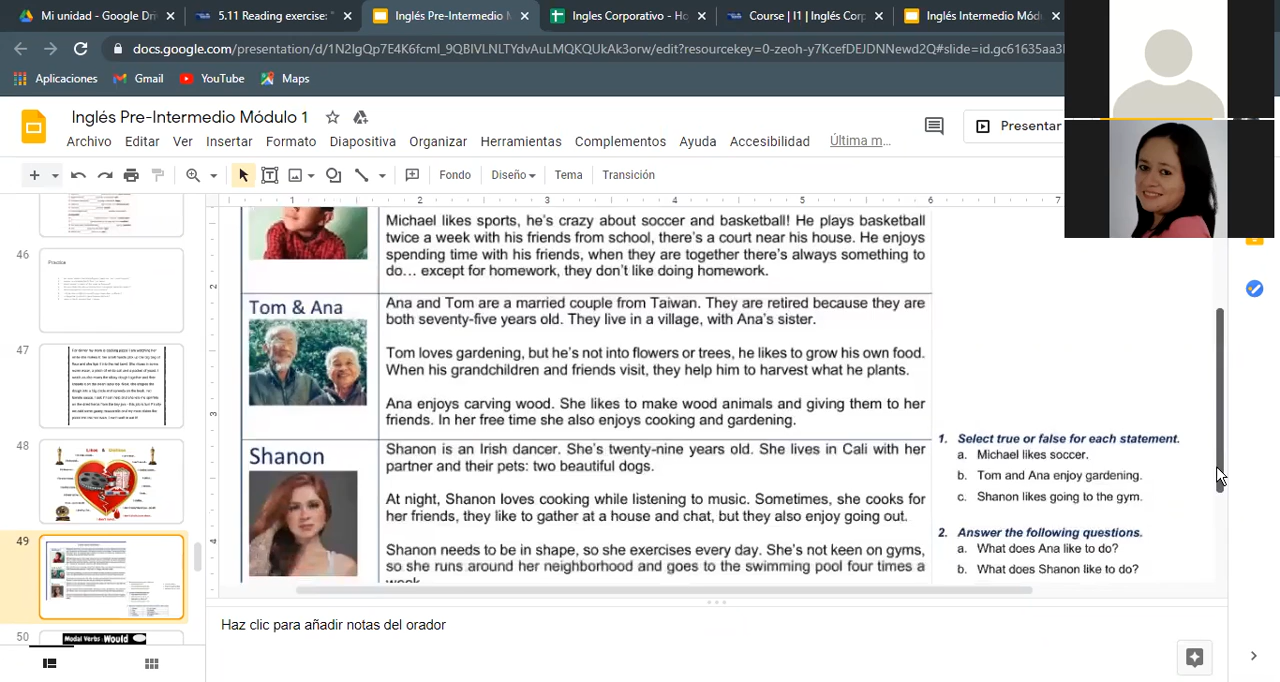 Mi unidad - Google Dri
5.11 Reading exercise: "
Inglés Pre-Intermedio M
Ingles Corporativo - Ho
Course | I1 | Inglés Corp
Inglés Intermedio Mód
docs.google.com/presentation/d/1N2IgQp7E4K6fcmI_9QBIVLNLTYdvAuLMQKQUkAk3orw/edit?resourcekey=0-zeoh-y7KcefDEJDNNewd2Q#slide=id.gc61635aa3
Aplicaciones
Gmail
YouTube
Maps
Inglés Pre-Intermedio Módulo 1
Presentar
Archivo Editar Ver Insertar Formato Diapositiva Organizar Herramientas Complementos Ayuda Accesibilidad Última m...
Fondo Diseño Tema Transición
4 6 7
46
Practice
47
48
Likes &
49
50
Modal Verbs: Would
2
3
4
Michael likes sports, he's crazy about soccer and basketball! He plays basketball
twice a week with his friends from school, there's a court near his house. He enjoys
spending time with his friends, when they are together there's always something to
do... except for homework, they don't like doing homework.
Tom & Ana
Ana and Tom are a married couple from Taiwan. They are retired because they are
both seventy-five years old. They live in a village, with Ana's sister.
Tom loves gardening, but he's not into flowers or trees, he likes to grow his own food.
When his grandchildren and friends visit, they help him to harvest what he plants.
Ana enjoys carving wood. She likes to make wood animals and giving them to her
friends. In her free time she also enjoys cooking and gardening.
Shanon
Shanon is an Irish dancer. She's twenty-nine years old. She lives in Cali with her
partner and their pets: two beautiful dogs.
At night, Shanon likes cooking while listening to music. Sometimes she cooks for
her friends, they like to gather at a house and chat, but they also enjoy going out.
Shanon needs to be in shape, so she exercises every day. She's not keen on gyms,
so she runs around her neighborhood and goes to the swimming pool four times a
week.
1. Select true or false for each statement.
a. Michael likes soccer.
b. Tom and Ana enjoy gardening.
c. Shanon likes going to the gym.
2. Answer the following questions.
a. What does Ana like to do?
b. What does Shanon like to do?
Haz clic para añadir notas del orador